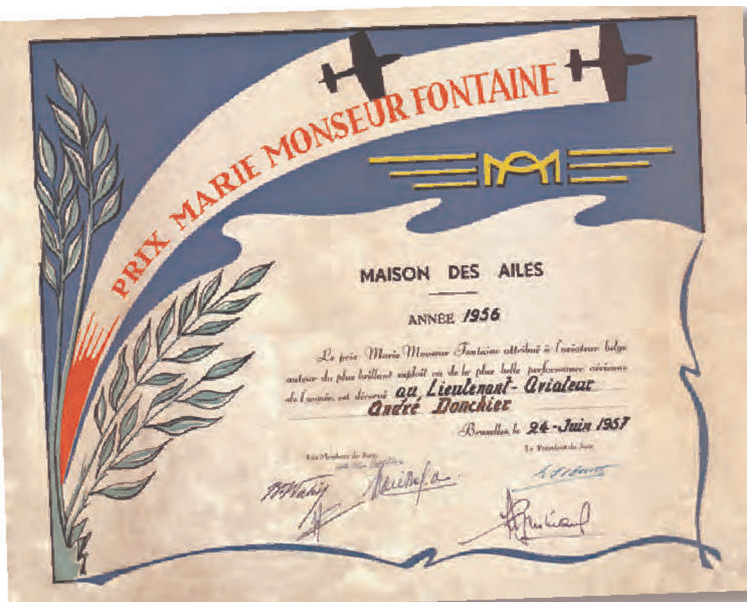 PRIX MARIE MONSEUR FONTAINE
MAISON DES AILES
ANNÉE 1956
Le prix Marie Monseur Fontaine attribué à l'aviateur belge
auteur du plus brillant exploit ou de la plus belle performance aérienne
de l'année, est décerné au Lieutenant-Aviateur
André Donckier
Bruxelles, le 24-Juin 1957
Les Membres du Jury,
Le Président du Jury